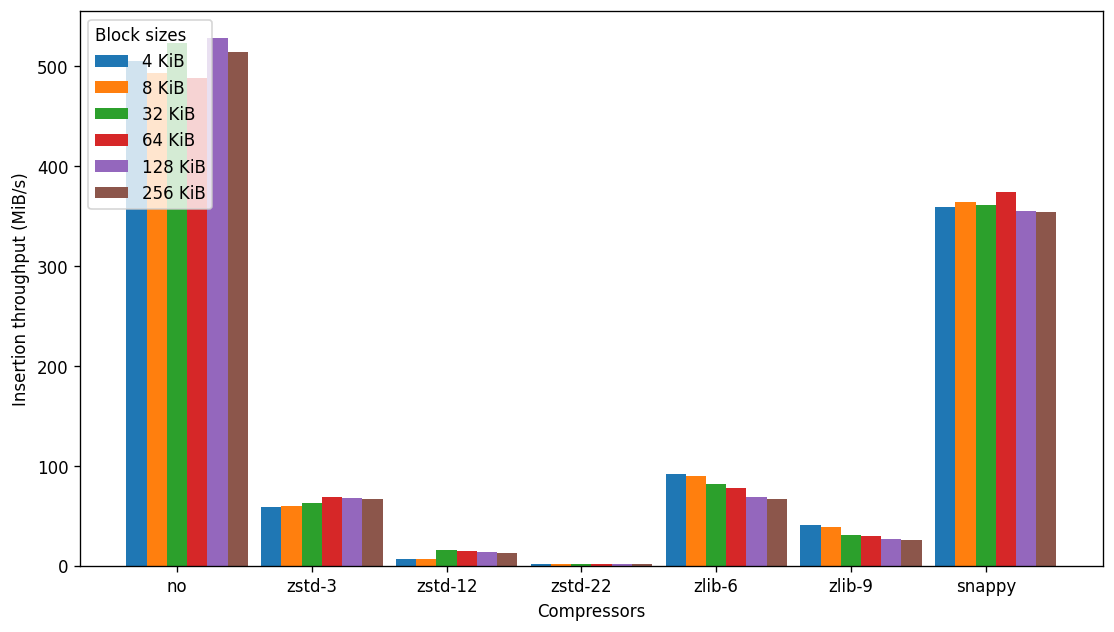 Block sizes
4 KiB
8 KiB
32 KiB
64 KiB
128 KiB
256 KiB
Insertion throughput (MiB/s)
500
400
300
200
100
0
no zstd-3 zstd-12 zstd-22 zlib-6 zlib-9 snappy
Compressors